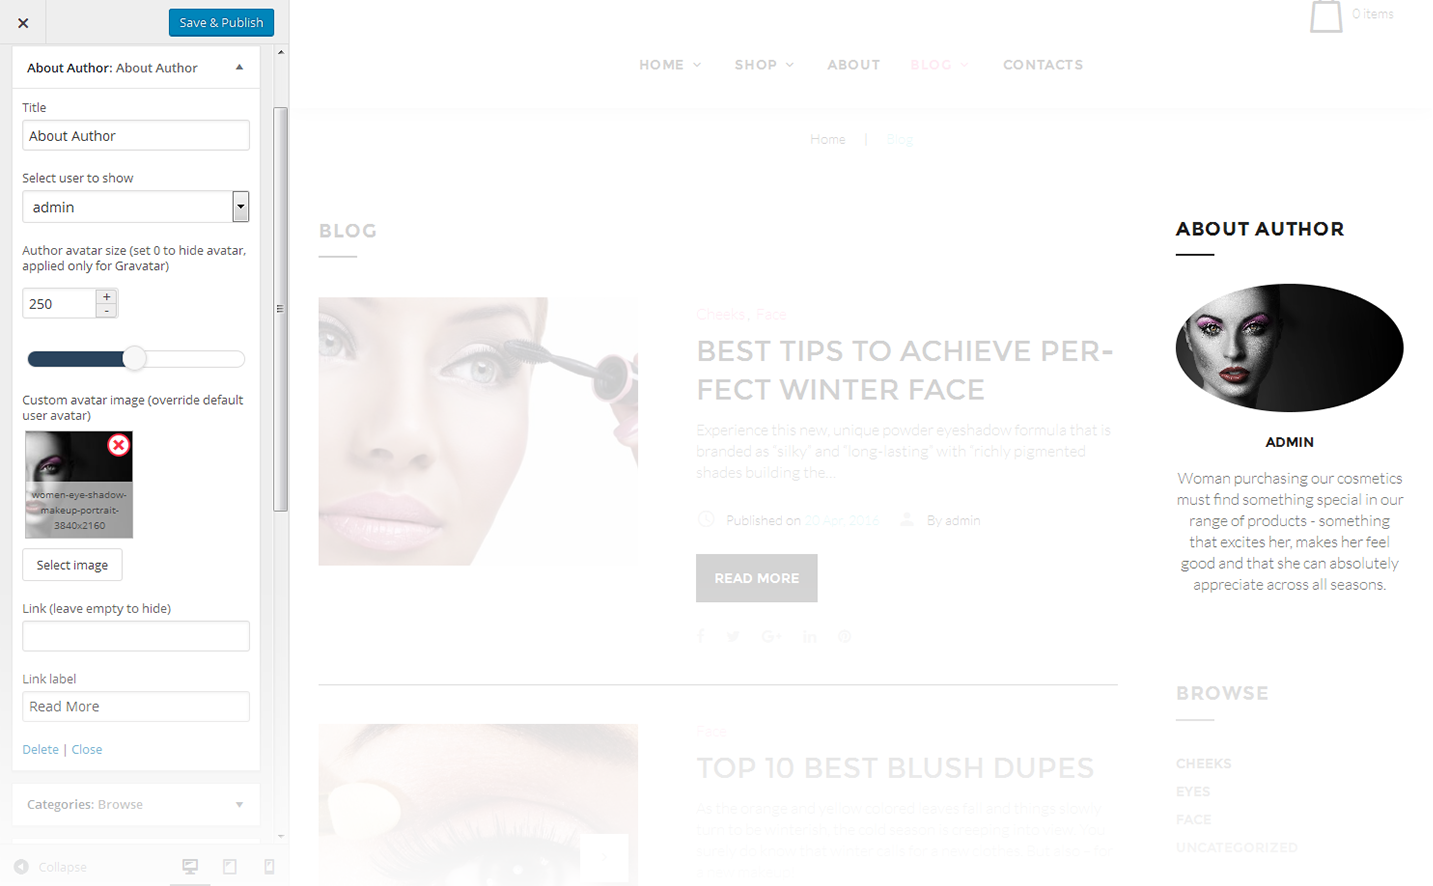 Save & Publish
About Author: About Author
Title
About Author
Select user to show
admin
Author avatar size (set 0 to hide avatar,
applied only for Gravatar)
250
+
-
Custom avatar image (override default
user avatar)
women-eye-shadow-
makeup-portrait-
3840x2160
Select image
Link (leave empty to hide)
Link label
Read More
Delete | Close
Categories: Browse
Collapse
0 items
HOME
SHOP
ABOUT
BLOG
CONTACTS
Home | Blog
BLOG
Cheeks, Face
BEST TIPS TO ACHIEVE PER-
FECT WINTER FACE
Experience this new, unique powder eyeshadow formula that is
branded as “silky” and “long-lasting” with “richly pigmented
shades building the...
Published on 20 Apr, 2016
By admin
READ MORE
Face
TOP 10 BEST BLUSH DUPES
As the orange and yellow colored leaves fall and things slowly
ABOUT AUTHOR
ADMIN
Woman purchasing our cosmetics
must find something special in our
range of products - something
that excites her, makes her feel
good and that she can absolutely
appreciate across all seasons.
BROWSE
CHEEKS
EYES
FACE
UNCATEGORIZED